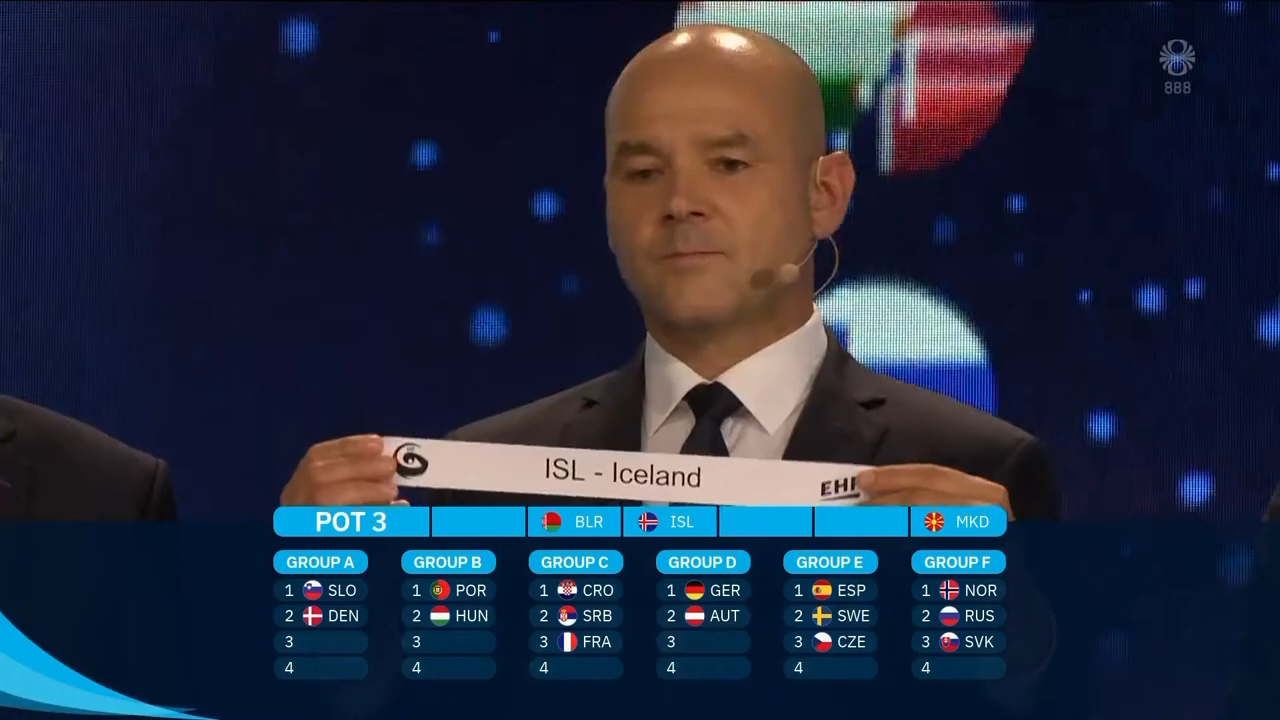 888
ISL - Iceland
EHF
POT 3 BLR ISL MKD
GROUP A GROUP B GROUP C GROUP D GROUP E GROUP F
1 SLO 1 POR 1 CRO 1 GER 1 ESP 1 NOR
2 DEN 2 HUN 2 SRB 2 AUT 2 SWE 2 RUS
3 3 3 FRA 3 3 CZE 3 SVK
4 4 4 4 4 4